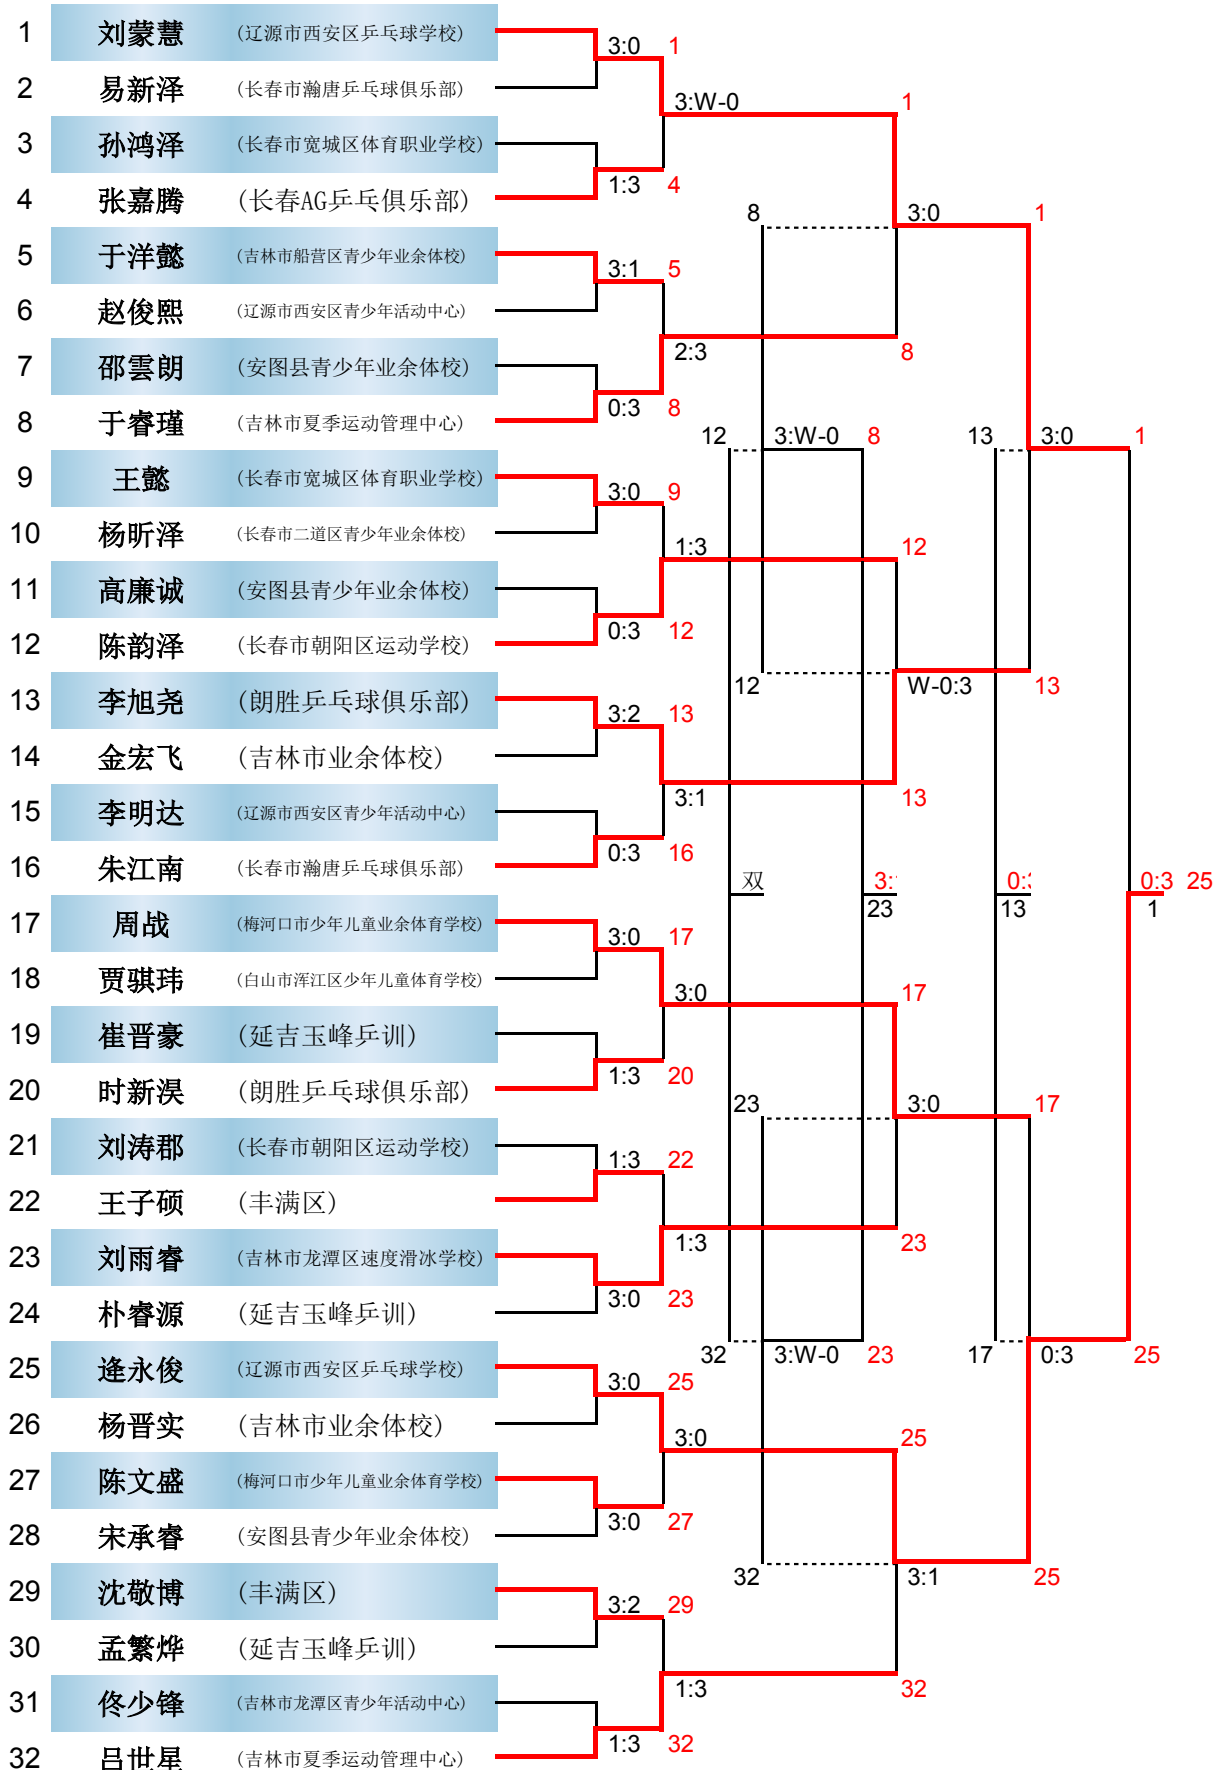 1 刘蒙慧 (辽源市西安区乒乓球学校)
3:0 1
2 易新泽 (长春市瀚唐乒乓球俱乐部)
3:W-0 1
3 孙鸿泽 (长春市宽城区体育职业学校)
1:3 4
4 张嘉腾 (长春AG乒乓俱乐部)
8 3:0 1
5 于洋懿 (吉林市船营区青少年业余体校)
3:1 5
6 赵俊熙 (辽源市西安区青少年活动中心)
2:3 8
7 邵雲朗 (安图县青少年业余体校)
0:3 8
8 于睿瑾 (吉林市夏季运动管理中心)
12 3:W-0 8 13 3:0 1
9 王懿 (长春市宽城区体育职业学校)
3:0 9
10 杨昕泽 (长春市二道区青少年业余体校)
1:3 12
11 高廉诚 (安图县青少年业余体校)
0:3 12
12 陈韵泽 (长春市朝阳区运动学校)
12 W-0:3 13
13 李旭尧 (朗胜乒乓球俱乐部)
3:2 13
14 金宏飞 (吉林市业余体校)
3:1 13
15 李明达 (辽源市西安区青少年活动中心)
0:3 16
16 朱江南 (长春市瀚唐乒乓球俱乐部)
双 3: 0: 0:3 25
23 13 1
17 周战 (梅河口市少年儿童业余体育学校)
3:0 17
18 贾骐玮 (白山市浑江区少年儿童体育学校)
3:0 17
19 崔晋豪 (延吉玉峰乒训)
1:3 20
20 时新淏 (朗胜乒乓球俱乐部)
23 3:0 17
21 刘涛郡 (长春市朝阳区运动学校)
1:3 22
22 王子硕 (丰满区)
1:3 23
23 刘雨睿 (吉林市龙潭区速度滑冰学校)
3:0 23
24 朴睿源 (延吉玉峰乒训)
32 3:W-0 23 17 0:3 25
25 逄永俊 (辽源市西安区乒乓球学校)
3:0 25
26 杨晋实 (吉林市业余体校)
3:0 25
27 陈文盛 (梅河口市少年儿童业余体育学校)
3:0 27
28 宋承睿 (安图县青少年业余体校)
32 3:1 25
29 沈敬博 (丰满区)
3:2 29
30 孟繁烨 (延吉玉峰乒训)
1:3 32
31 佟少锋 (吉林市龙潭区青少年活动中心)
1:3 32
32 吕世星 (吉林市夏季运动管理中心)